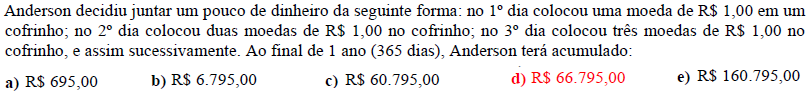 Anderson decidiu juntar um pouco de dinheiro da seguinte forma: no 1º dia colocou uma moeda de R$ 1,00 em um
cofrinho; no 2º dia colocou duas moedas de R$ 1,00 no cofrinho; no 3º dia colocou três moedas de R$ 1,00 no
cofrinho, e assim sucessivamente. Ao final de 1 ano (365 dias), Anderson terá acumulado:
a) R$ 695,00 b) R$ 6.795,00 c) R$ 60.795,00 d) R$ 66.795,00 e) R$ 160.795,00